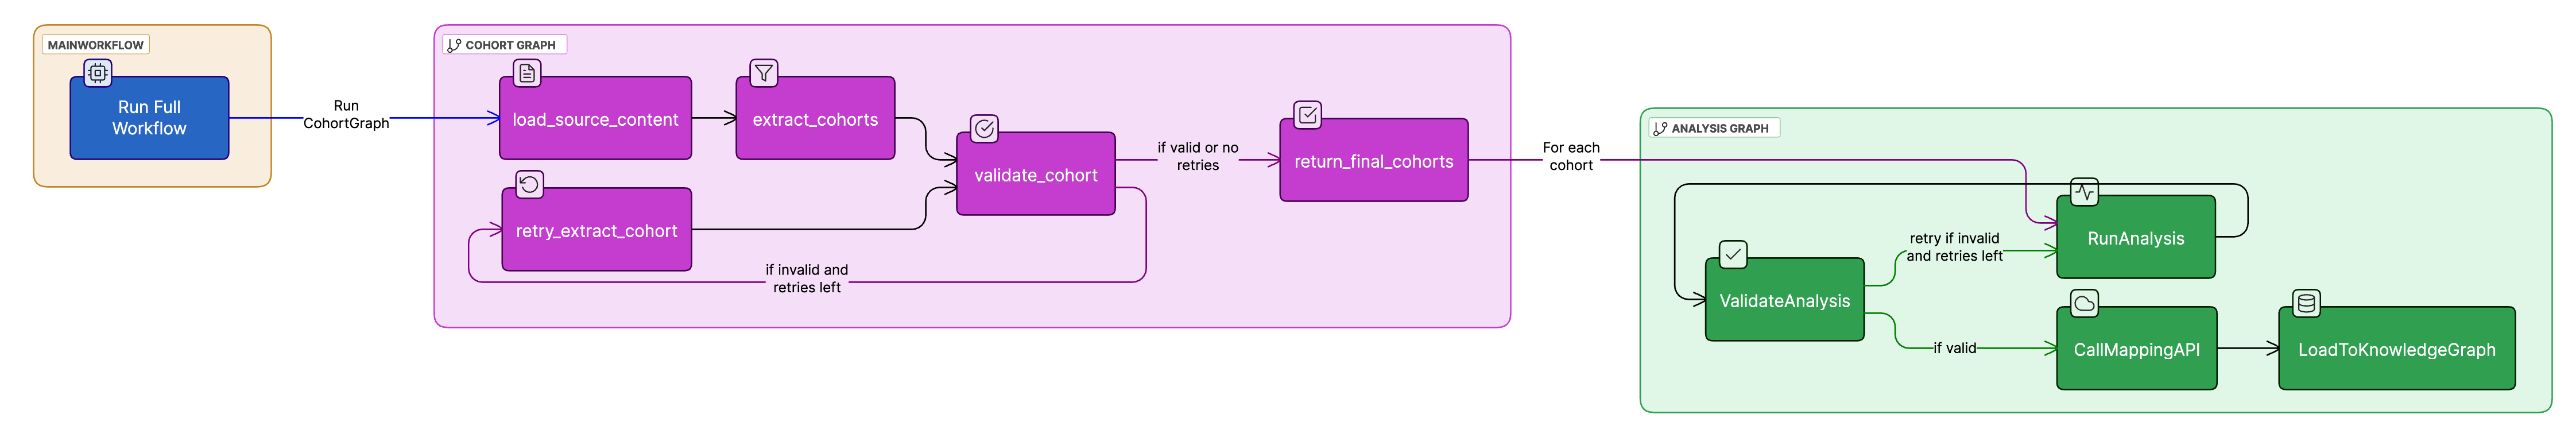 MAINWORKFLOW
Run Full
Workflow
Run
CohortGraph
COHORT GRAPH
load_source_content
extract_cohorts
retry_extract_cohort
validate_cohort
if invalid and
retries left
if valid or no
retries
return_final_cohorts
For each
cohort
ANALYSIS GRAPH
ValidateAnalysis
retry if invalid
and retries left
RunAnalysis
if valid
CallMappingAPI
LoadToKnowledgeGraph